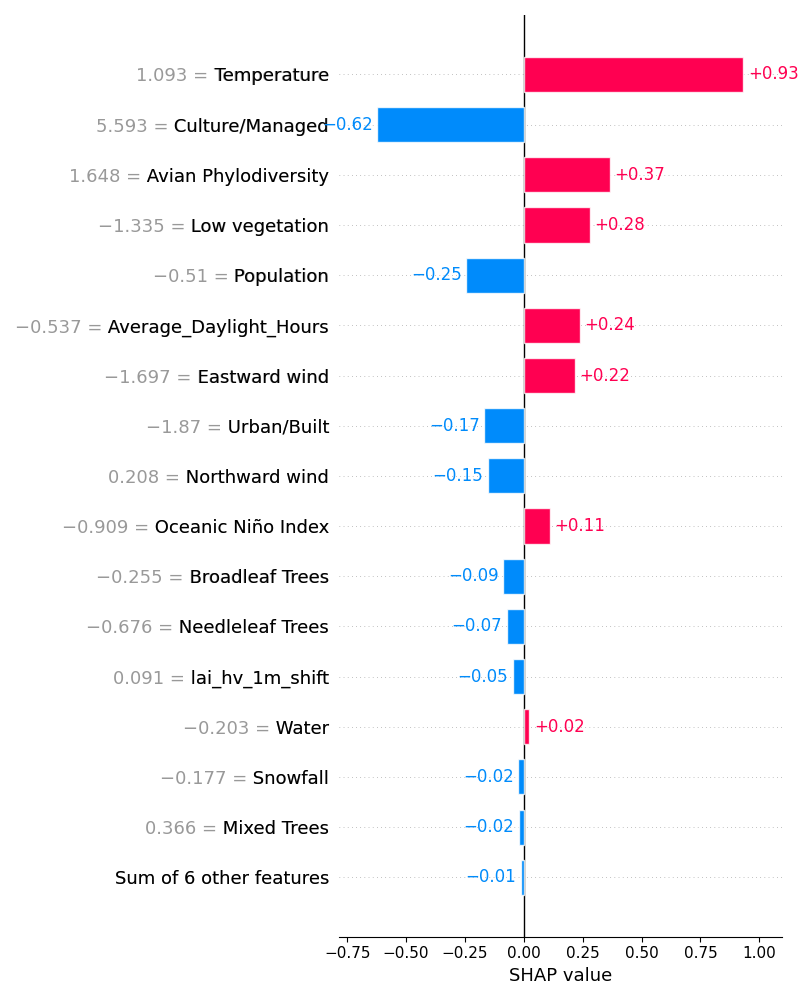 1.093 = Temperature +0.93
5.593 = Culture/Managed −0.62
1.648 = Avian Phylodiversity +0.37
−1.335 = Low vegetation +0.28
−0.51 = Population −0.25
−0.537 = Average_Daylight_Hours +0.24
−1.697 = Eastward wind +0.22
−1.87 = Urban/Built −0.17
0.208 = Northward wind −0.15
−0.909 = Oceanic Niño Index +0.11
−0.255 = Broadleaf Trees −0.09
−0.676 = Needleleaf Trees −0.07
0.091 = lai_hv_1m_shift −0.05
−0.203 = Water +0.02
−0.177 = Snowfall −0.02
0.366 = Mixed Trees −0.02
Sum of 6 other features −0.01
−0.75 −0.50 −0.25 0.00 0.25 0.50 0.75 1.00
SHAP value